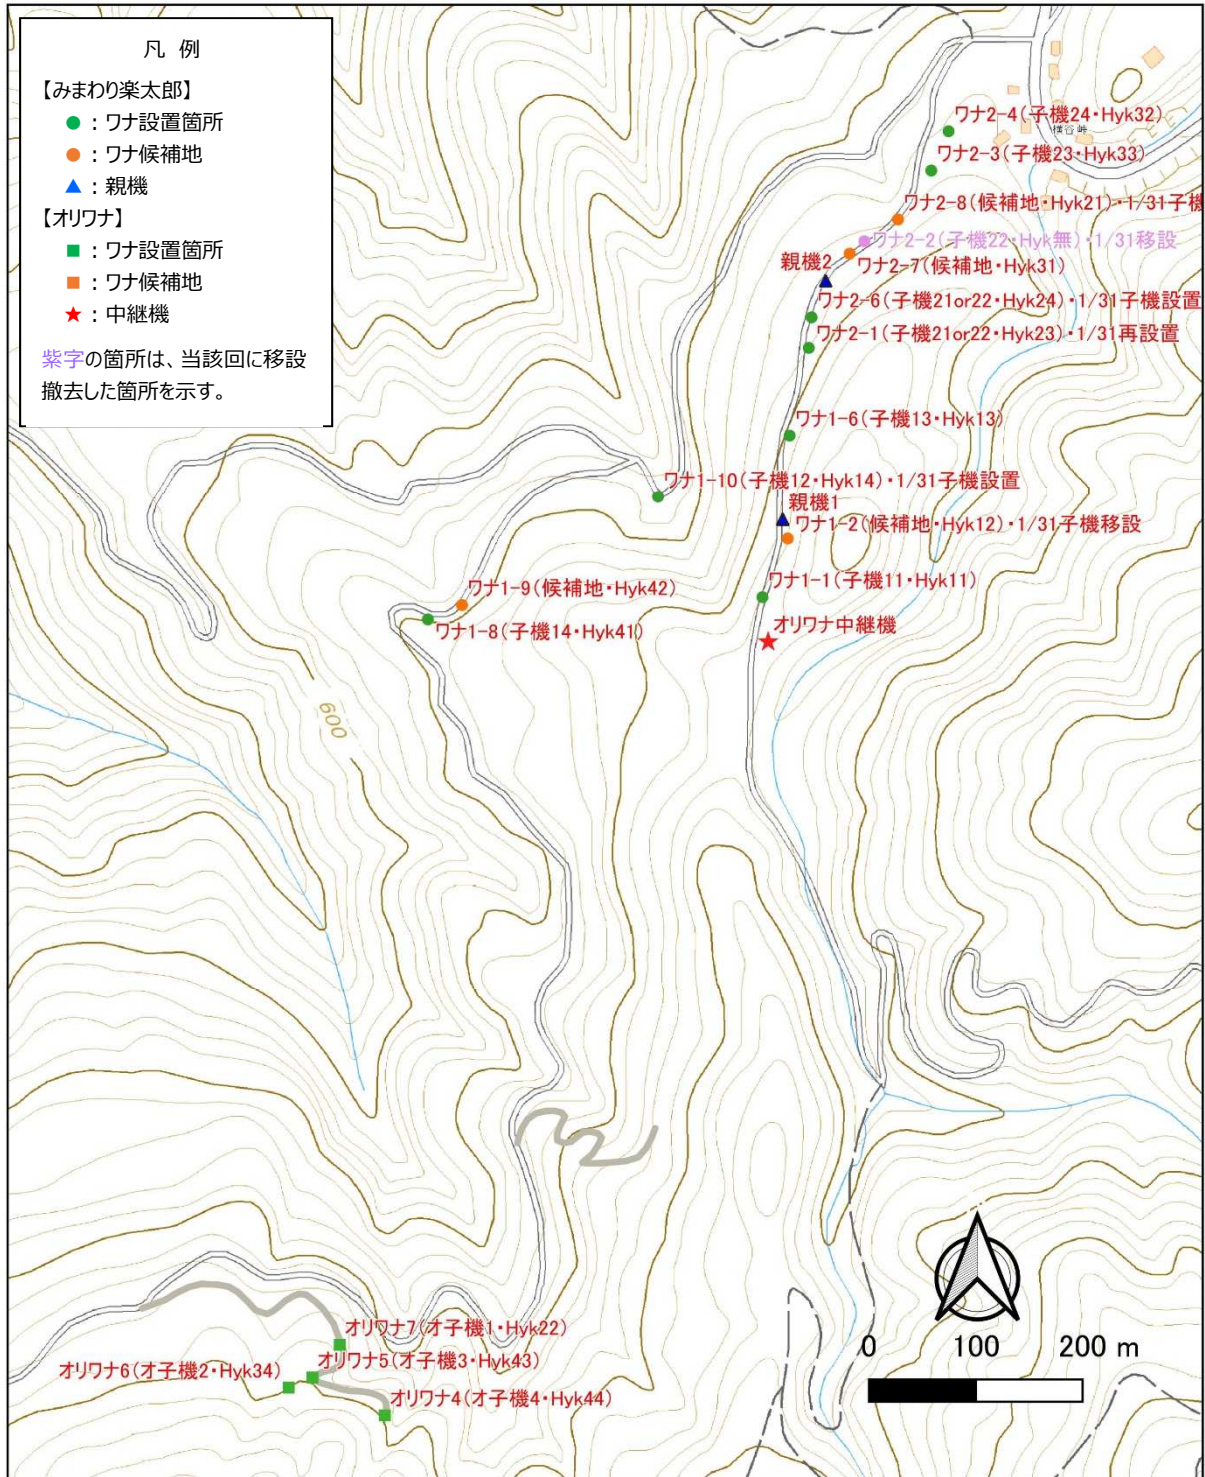 凡 例
【みまわり楽太郎】
●：ワナ設置箇所
●：ワナ候補地
▲：親機
【オリワナ】
■：ワナ設置箇所
■：ワナ候補地
★：中継機
紫字の箇所は、当該回に移設
撤去した箇所を示す。
ワナ2-4(子機24・Hyk32)
横谷峠
ワナ2-3(子機23・Hyk33)
ワナ2-8(候補地・Hyk21)・1/31子機
ワナ2-2(子機22・Hyk無)・1/31移設
親機2
ワナ2-7(候補地・Hyk31)
ワナ2-6(子機21or22・Hyk24)・1/31子機設置
ワナ2-1(子機21or22・Hyk23)・1/31再設置
ワナ1-6(子機13・Hyk13)
ワナ1-10(子機12・Hyk14)・1/31子機設置
親機1
ワナ1-2(候補地・Hyk12)・1/31子機移設
ワナ1-9(候補地・Hyk42)
ワナ1-1(子機11・Hyk11)
ワナ1-8(子機14・Hyk41)
オリワナ中継機
600
オリワナ7(オ子機1・Hyk22)
オリワナ5(オ子機3・Hyk43)
オリワナ6(オ子機2・Hyk34)
オリワナ4(オ子機4・Hyk44)
0 100 200 m